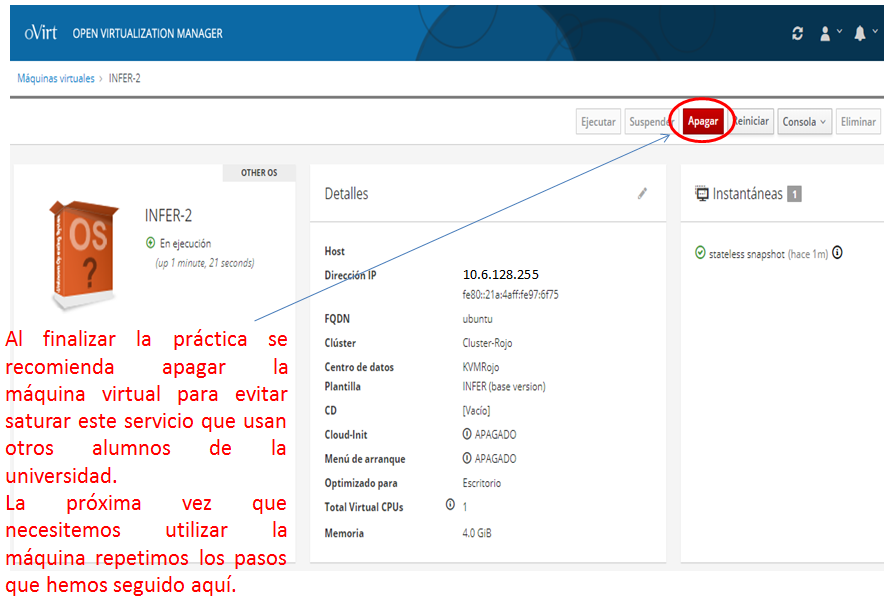 oVirt OPEN VIRTUALIZATION MANAGER
Máquinas virtuales > INFER-2
Ejecutar Suspender Apagar Reiniciar Consola Eliminar
OTHER OS
OS
?
INFER-2
En ejecución
(up 1 minute, 21 seconds)
Detalles
Host
Dirección IP 10.6.128.255
fe80::21a:4aff:fe97:6f75
FQDN ubuntu
Clúster Cluster-Rojo
Centro de datos KVMRojo
Plantilla INFER (base version)
CD [Vacío]
Cloud-Init APAGADO
Menú de arranque APAGADO
Optimizado para Escritorio
Total Virtual CPUs 1
Memoria 4.0 GiB
Instantáneas 1
stateless snapshot (hace 1m)
Al finalizar la práctica se
recomienda apagar la
máquina virtual para evitar
saturar este servicio que usan
otros alumnos de la
universidad.
La próxima vez que
necesitemos utilizar la
máquina repetimos los pasos
que hemos seguido aquí.